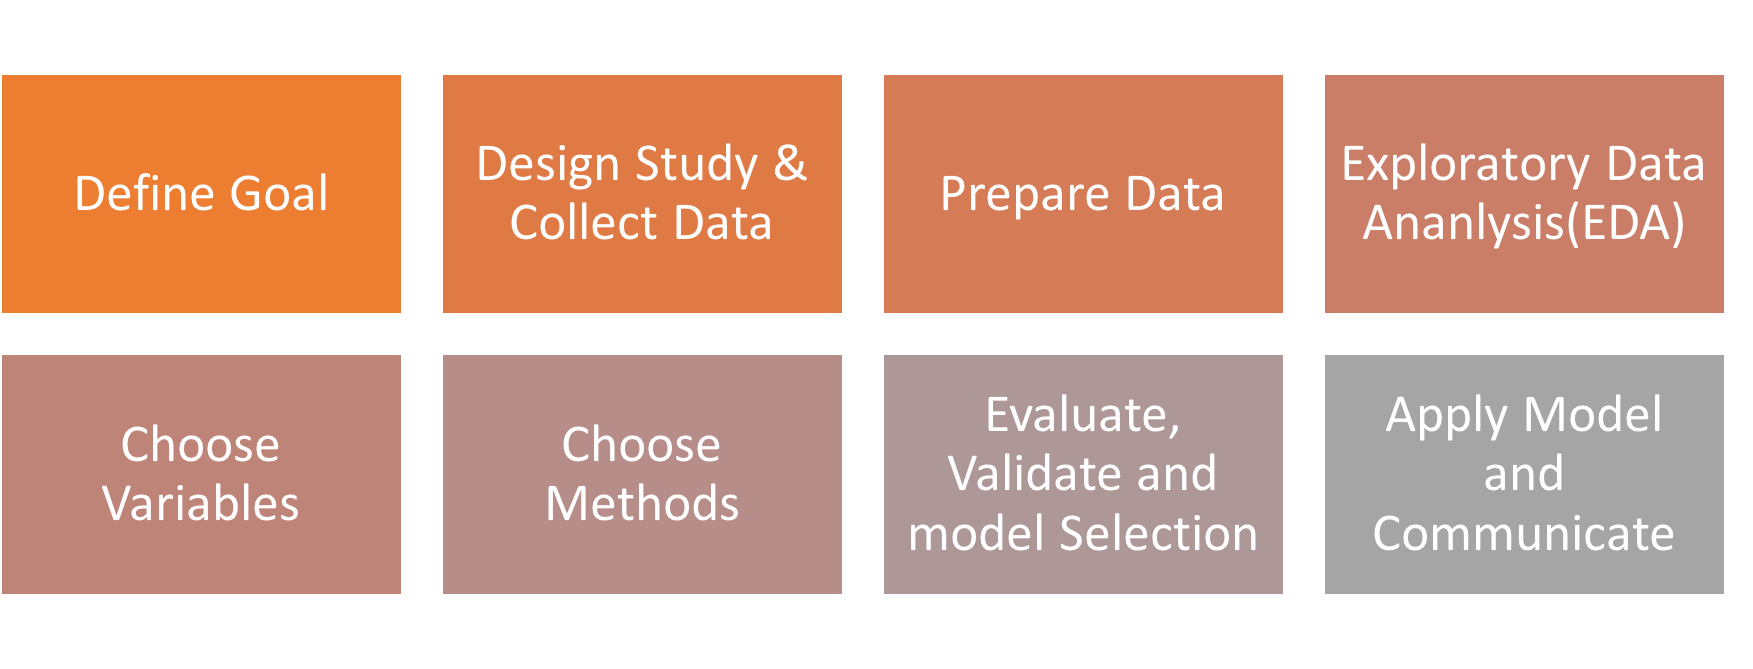 Define Goal
Design Study &
Collect Data
Prepare Data
Exploratory Data
Ananlysis(EDA)
Choose
Variables
Choose
Methods
Evaluate,
Validate and
model Selection
Apply Model
and
Communicate